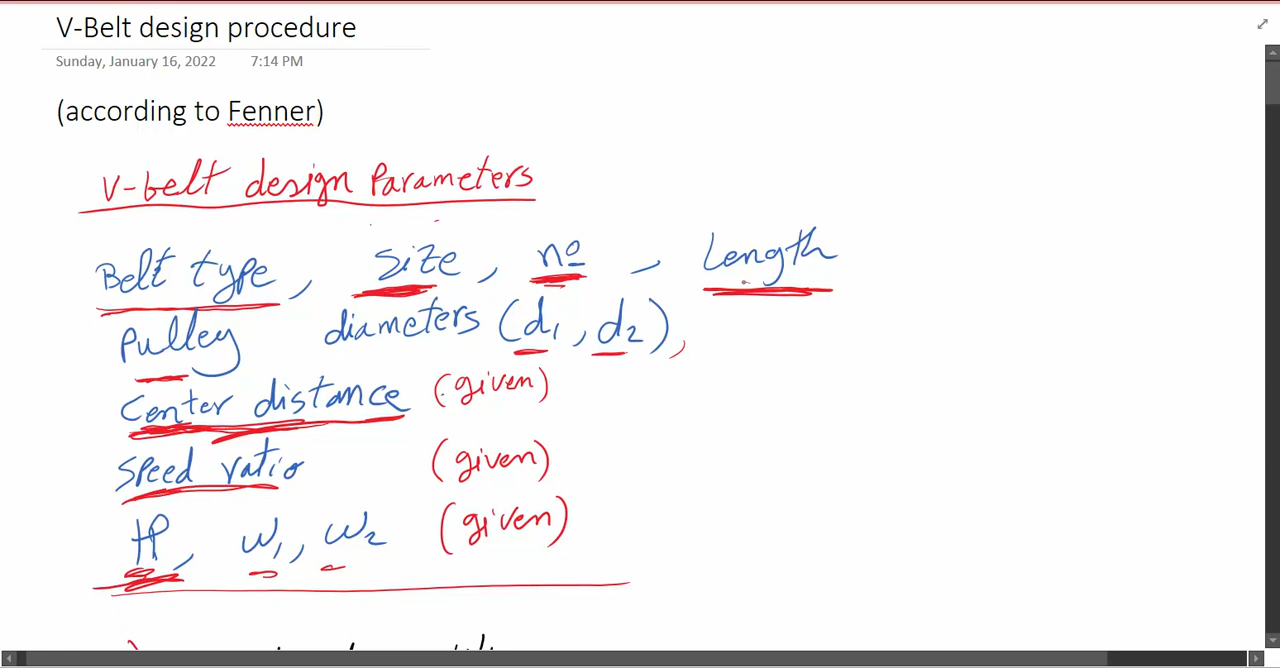 V-Belt design procedure
Sunday, January 16, 2022 7:14 PM
(according to Fenner)
V-belt design Parameters
Belt type, size, nº, Length
Pulley diameters (d1, d2),
Center distance (given)
Speed ratio (given)
HP, ω1, ω2 (given)